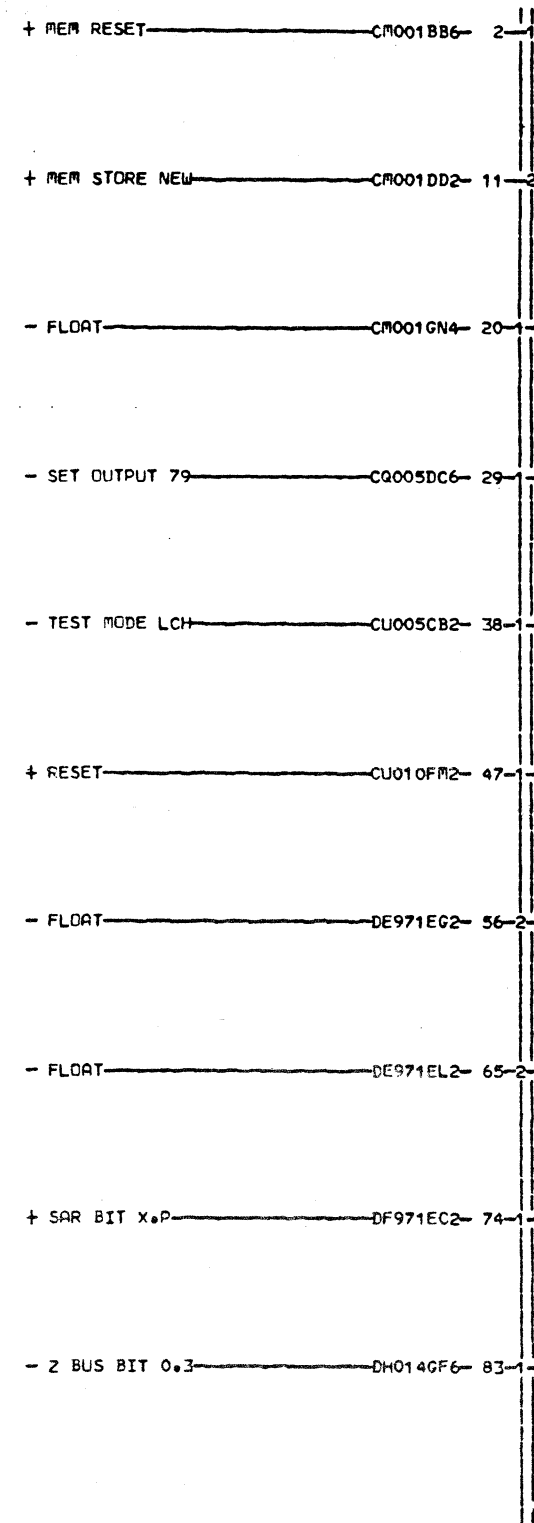 + MEM RESET CM001BB6 2 1
+ MEM STORE NEW CM001DD2 11 2
- FLOAT CM001GN4 20 1
- SET OUTPUT 79 CQ005DC6 29 1
- TEST MODE LCH CU005CB2 38 1
+ RESET CU010FM2 47 1
- FLOAT DE971EG2 56 2
- FLOAT DE971EL2 65 2
+ SAR BIT X.P DF971EC2 74 1
- Z BUS BIT 0.3 DH014GF6 83 1